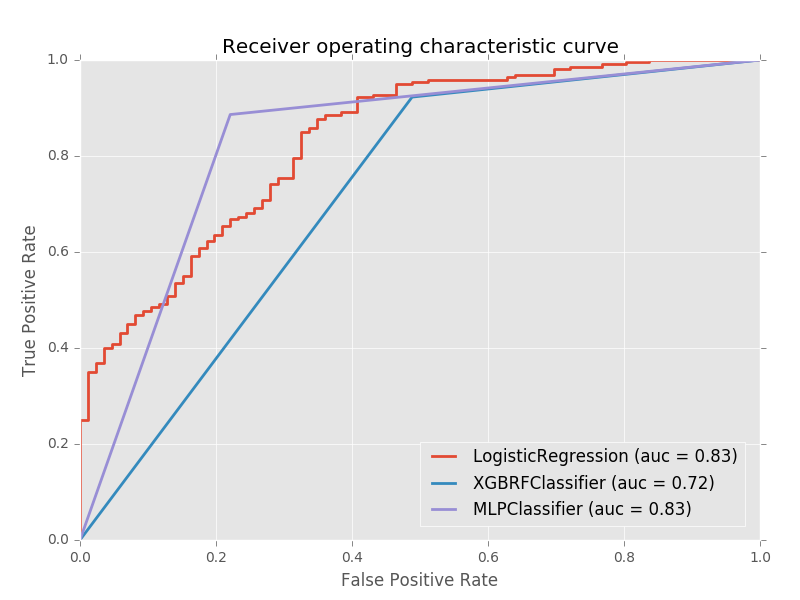 Receiver operating characteristic curve
1.0
0.8
0.6
0.4
0.2
0.0
True Positive Rate
LogisticRegression (auc = 0.83)
XGBRFClassifier (auc = 0.72)
MLPClassifier (auc = 0.83)
0.0 0.2 0.4 0.6 0.8 1.0
False Positive Rate